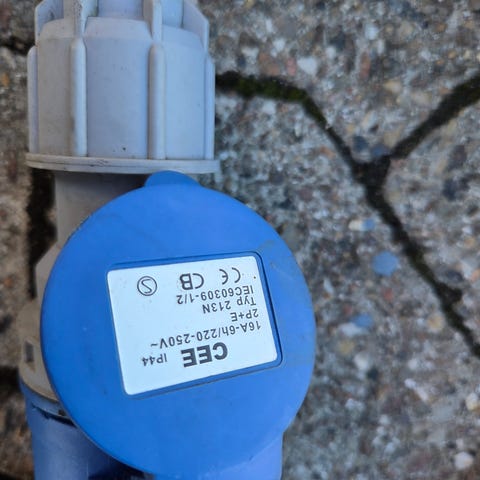 CEE IP44
16A-6h/220-250V~
2P+E
Typ 213N
IEC60309-1/2
CE CB S